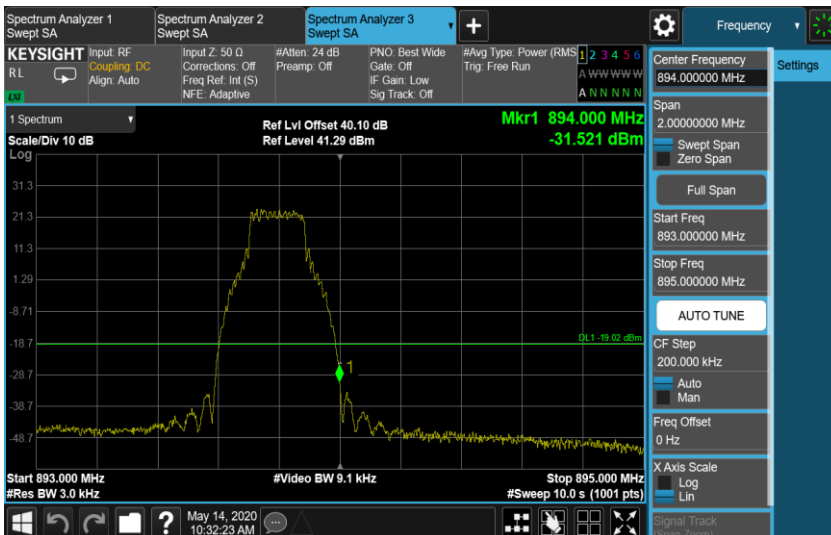 Spectrum Analyzer 1
Swept SA
Spectrum Analyzer 2
Swept SA
Spectrum Analyzer 3
Swept SA
Frequency
KEYSIGHT
RL
LXI
Input: RF
Coupling: DC
Align: Auto
Input Z: 50 Ω
Corrections: Off
Freq Ref: Int (S)
NFE: Adaptive
#Atten: 24 dB
Preamp: Off
PNO: Best Wide
Gate: Off
IF Gain: Low
Sig Track: Off
#Avg Type: Power (RMS
Trig: Free Run
1 2 3 4 5 6
A W W W W W
A N N N N N
1 Spectrum
Scale/Div 10 dB
Log
Ref Lvl Offset 40.10 dB
Ref Level 41.29 dBm
Mkr1 894.000 MHz
-31.521 dBm
31.3
21.3
11.3
1.29
-8.71
-18.7
-28.7
-38.7
-48.7
DL1 -19.02 dBm
1
Start 893.000 MHz
#Res BW 3.0 kHz
#Video BW 9.1 kHz
Stop 895.000 MHz
#Sweep 10.0 s (1001 pts)
?
May 14, 2020
10:32:23 AM
Center Frequency
894.000000 MHz
Settings
Span
2.00000000 MHz
Swept Span
Zero Span
Full Span
Start Freq
893.000000 MHz
Stop Freq
895.000000 MHz
AUTO TUNE
CF Step
200.000 kHz
Auto
Man
Freq Offset
0 Hz
X Axis Scale
Log
Lin
Signal Track
(Span Zoom)